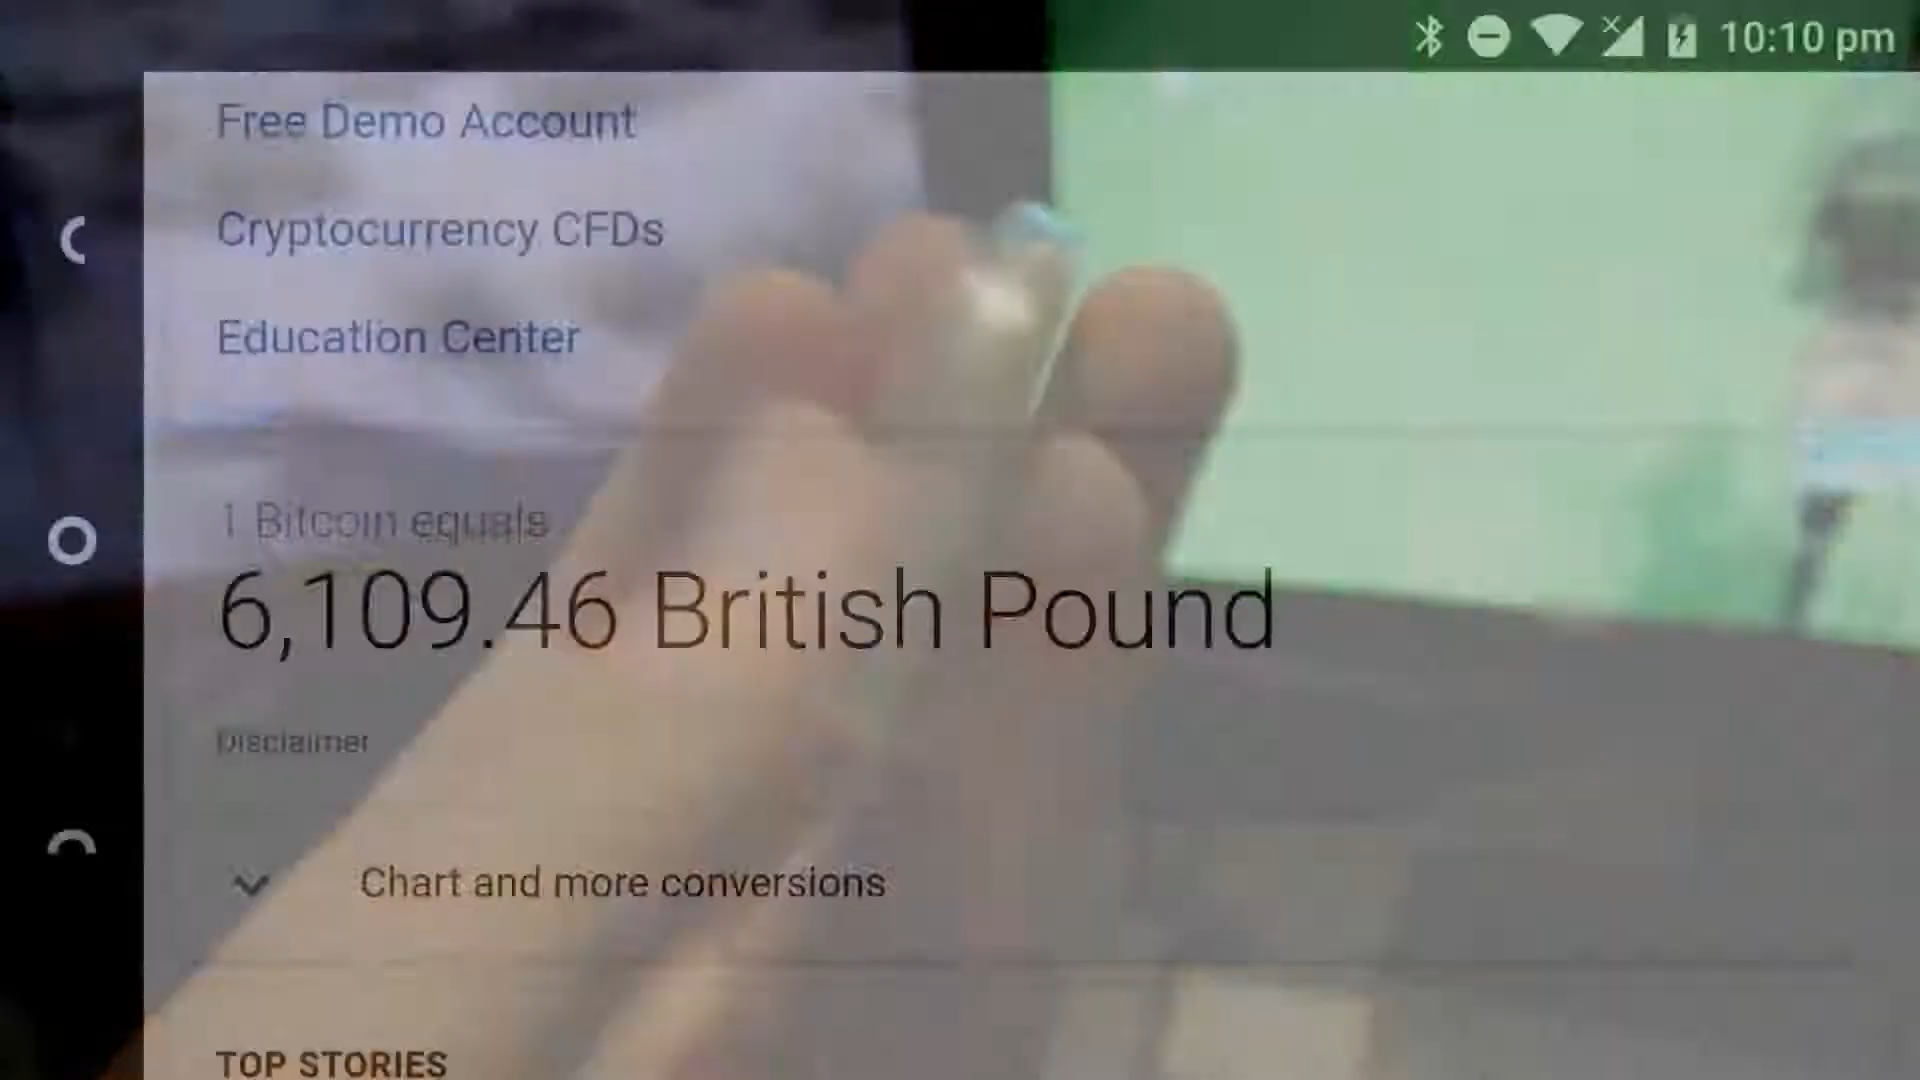 10:10 pm
Free Demo Account
Cryptocurrency CFDs
Education Center
1 Bitcoin equals
6,109.46 British Pound
Disclaimer
Chart and more conversions
TOP STORIES